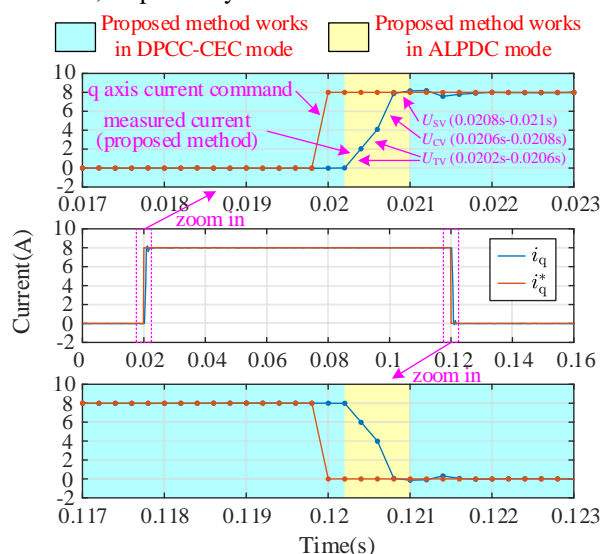 Proposed method works
in DPCC-CEC mode
Proposed method works
in ALPDC mode
10
8
6
4
2
0
-2
q axis current command
measured current
(proposed method)
U_SV (0.0208s-0.021s)
U_CV (0.0206s-0.0208s)
U_TV (0.0202s-0.0206s)
0.017 0.018 0.019 0.02 0.021 0.022 0.023
zoom in
Current(A)
10
8
6
4
2
0
-2
i_q
i_q^*
0 0.02 0.04 0.06 0.08 0.1 0.12 0.14 0.16
zoom in
10
8
6
4
2
0
-2
0.117 0.118 0.119 0.12 0.121 0.122 0.123
Time(s)